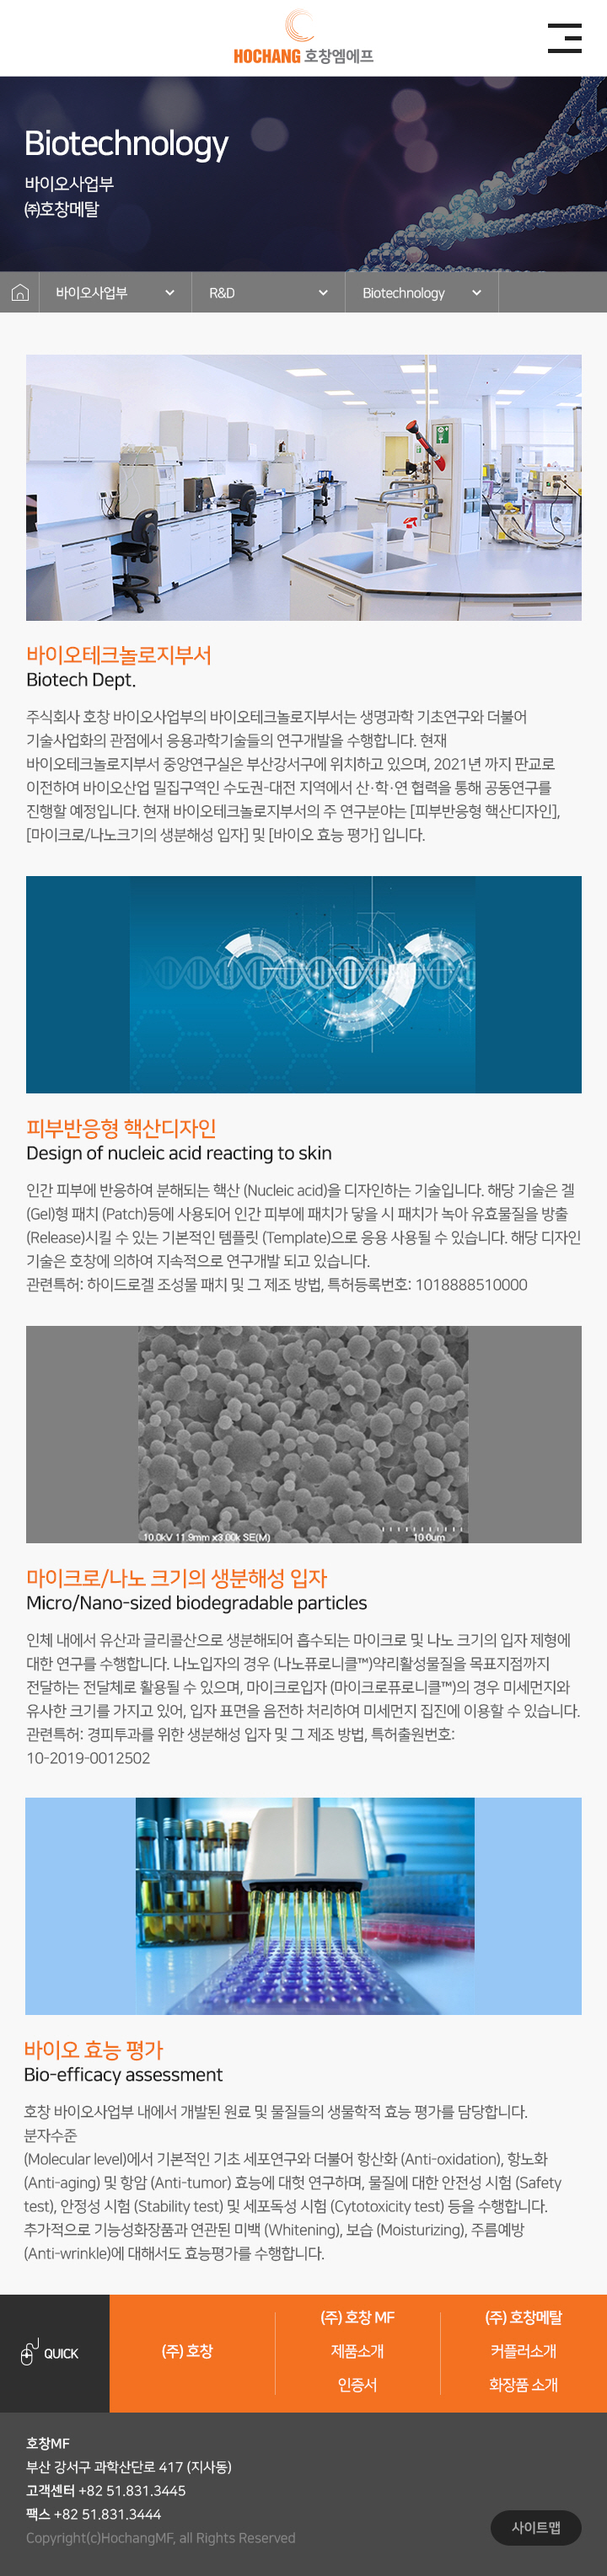 HOCHANG 호창엠에프
Biotechnology
바이오사업부
㈜호창메탈
바이오사업부
R&D
Biotechnology
바이오테크놀로지부서
Biotech Dept.
주식회사 호창 바이오사업부의 바이오테크놀로지부서는 생명과학 기초연구와 더불어
기술사업화의 관점에서 응용과학기술들의 연구개발을 수행합니다. 현재
바이오테크놀로지부서 중앙연구실은 부산강서구에 위치하고 있으며, 2021년 까지 판교로
이전하여 바이오산업 밀집구역인 수도권-대전 지역에서 산·학·연 협력을 통해 공동연구를
진행할 예정입니다. 현재 바이오테크놀로지부서의 주 연구분야는 [피부반응형 핵산디자인],
[마이크로/나노크기의 생분해성 입자] 및 [바이오 효능 평가] 입니다.
피부반응형 핵산디자인
Design of nucleic acid reacting to skin
인간 피부에 반응하여 분해되는 핵산 (Nucleic acid)을 디자인하는 기술입니다. 해당 기술은 겔
(Gel)형 패치 (Patch)등에 사용되어 인간 피부에 패치가 닿을 시 패치가 녹아 유효물질을 방출
(Release)시킬 수 있는 기본적인 템플릿 (Template)으로 응용 사용될 수 있습니다. 해당 디자인
기술은 호창에 의하여 지속적으로 연구개발 되고 있습니다.
관련특허: 하이드로겔 조성물 패치 및 그 제조 방법, 특허등록번호: 1018888510000
10.0kV 11.9mm x3.00k SE(M)
10.0um
마이크로/나노 크기의 생분해성 입자
Micro/Nano-sized biodegradable particles
인체 내에서 유산과 글리콜산으로 생분해되어 흡수되는 마이크로 및 나노 크기의 입자 제형에
대한 연구를 수행합니다. 나노입자의 경우 (나노퓨로니클™)약리활성물질을 목표지점까지
전달하는 전달체로 활용될 수 있으며, 마이크로입자 (마이크로퓨로니클™)의 경우 미세먼지와
유사한 크기를 가지고 있어, 입자 표면을 음전하 처리하여 미세먼지 집진에 이용할 수 있습니다.
관련특허: 경피투과를 위한 생분해성 입자 및 그 제조 방법, 특허출원번호:
10-2019-0012502
바이오 효능 평가
Bio-efficacy assessment
호창 바이오사업부 내에서 개발된 원료 및 물질들의 생물학적 효능 평가를 담당합니다.
분자수준
(Molecular level)에서 기본적인 기초 세포연구와 더불어 항산화 (Anti-oxidation), 항노화
(Anti-aging) 및 항암 (Anti-tumor) 효능에 대헛 연구하며, 물질에 대한 안전성 시험 (Safety
test), 안정성 시험 (Stability test) 및 세포독성 시험 (Cytotoxicity test) 등을 수행합니다.
추가적으로 기능성화장품과 연관된 미백 (Whitening), 보습 (Moisturizing), 주름예방
(Anti-wrinkle)에 대해서도 효능평가를 수행합니다.
QUICK
(주) 호창
(주) 호창 MF
제품소개
인증서
(주) 호창메탈
커플러소개
화장품 소개
호창MF
부산 강서구 과학산단로 417 (지사동)
고객센터 +82 51.831.3445
팩스 +82 51.831.3444
Copyright(c)HochangMF, all Rights Reserved
사이트맵